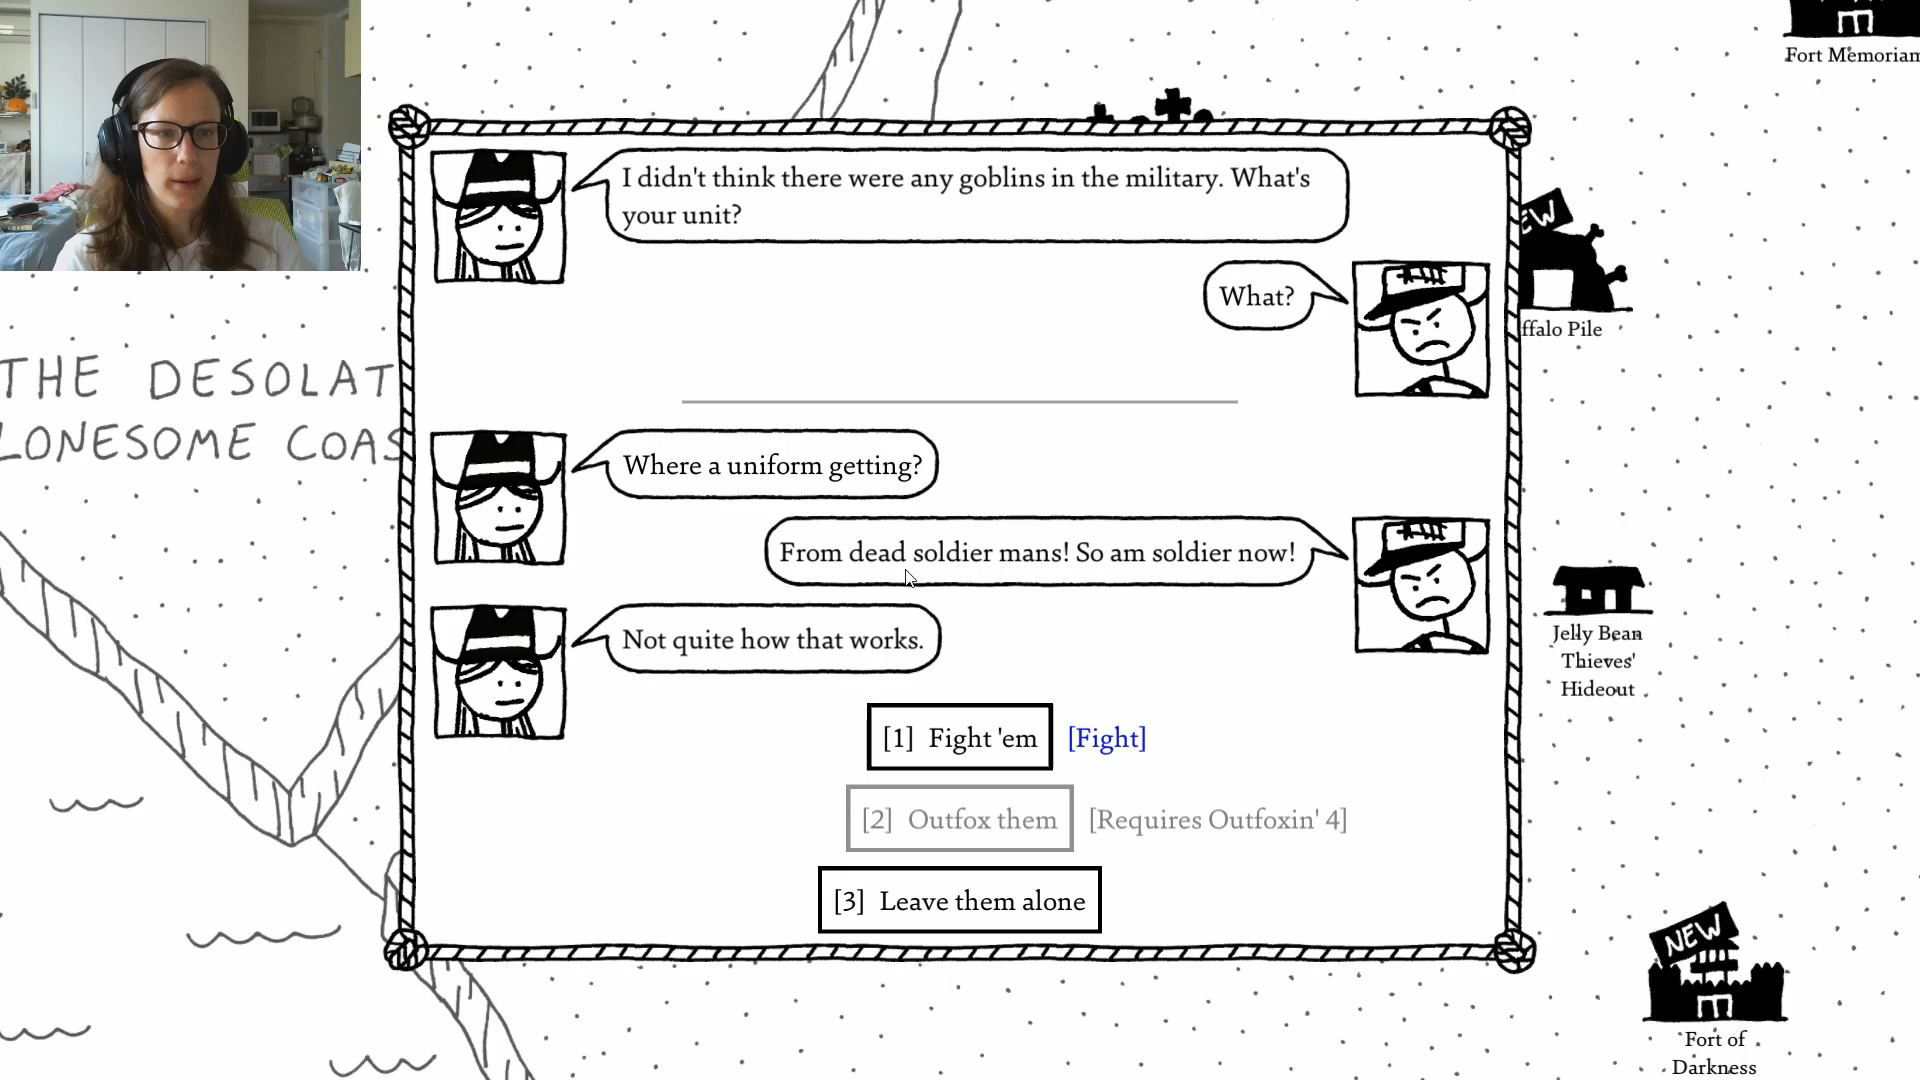 Fort Memoriam
I didn't think there were any goblins in the military. What's
your unit?
What?
EW
ffalo Pile
THE DESOLAT
LONESOME COAS
Where a uniform getting?
From dead soldier mans! So am soldier now!
Not quite how that works.
Jelly Bean
Thieves'
Hideout
[1] Fight 'em [Fight]
[2] Outfox them [Requires Outfoxin' 4]
[3] Leave them alone
NEW
Fort of
Darkness